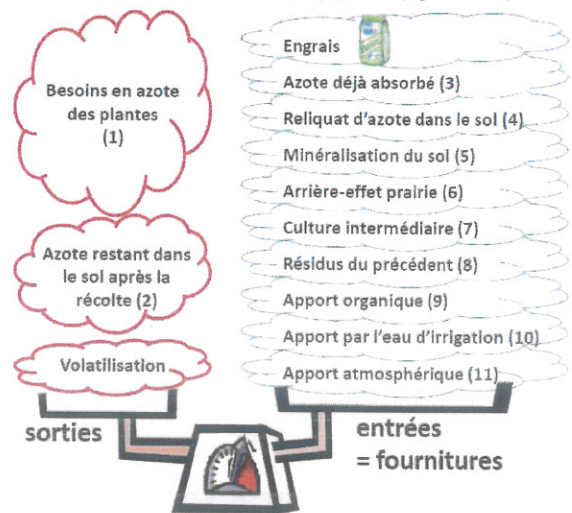 Besoins en azote
des plantes
(1)
Azote restant dans
le sol après la
récolte (2)
Volatilisation
sorties
Engrais
Azote déjà absorbé (3)
Reliquat d'azote dans le sol (4)
Minéralisation du sol (5)
Arrière-effet prairie (6)
Culture intermédiaire (7)
Résidus du précédent (8)
Apport organique (9)
Apport par l'eau d'irrigation (10)
Apport atmosphérique (11)
entrées
= fournitures